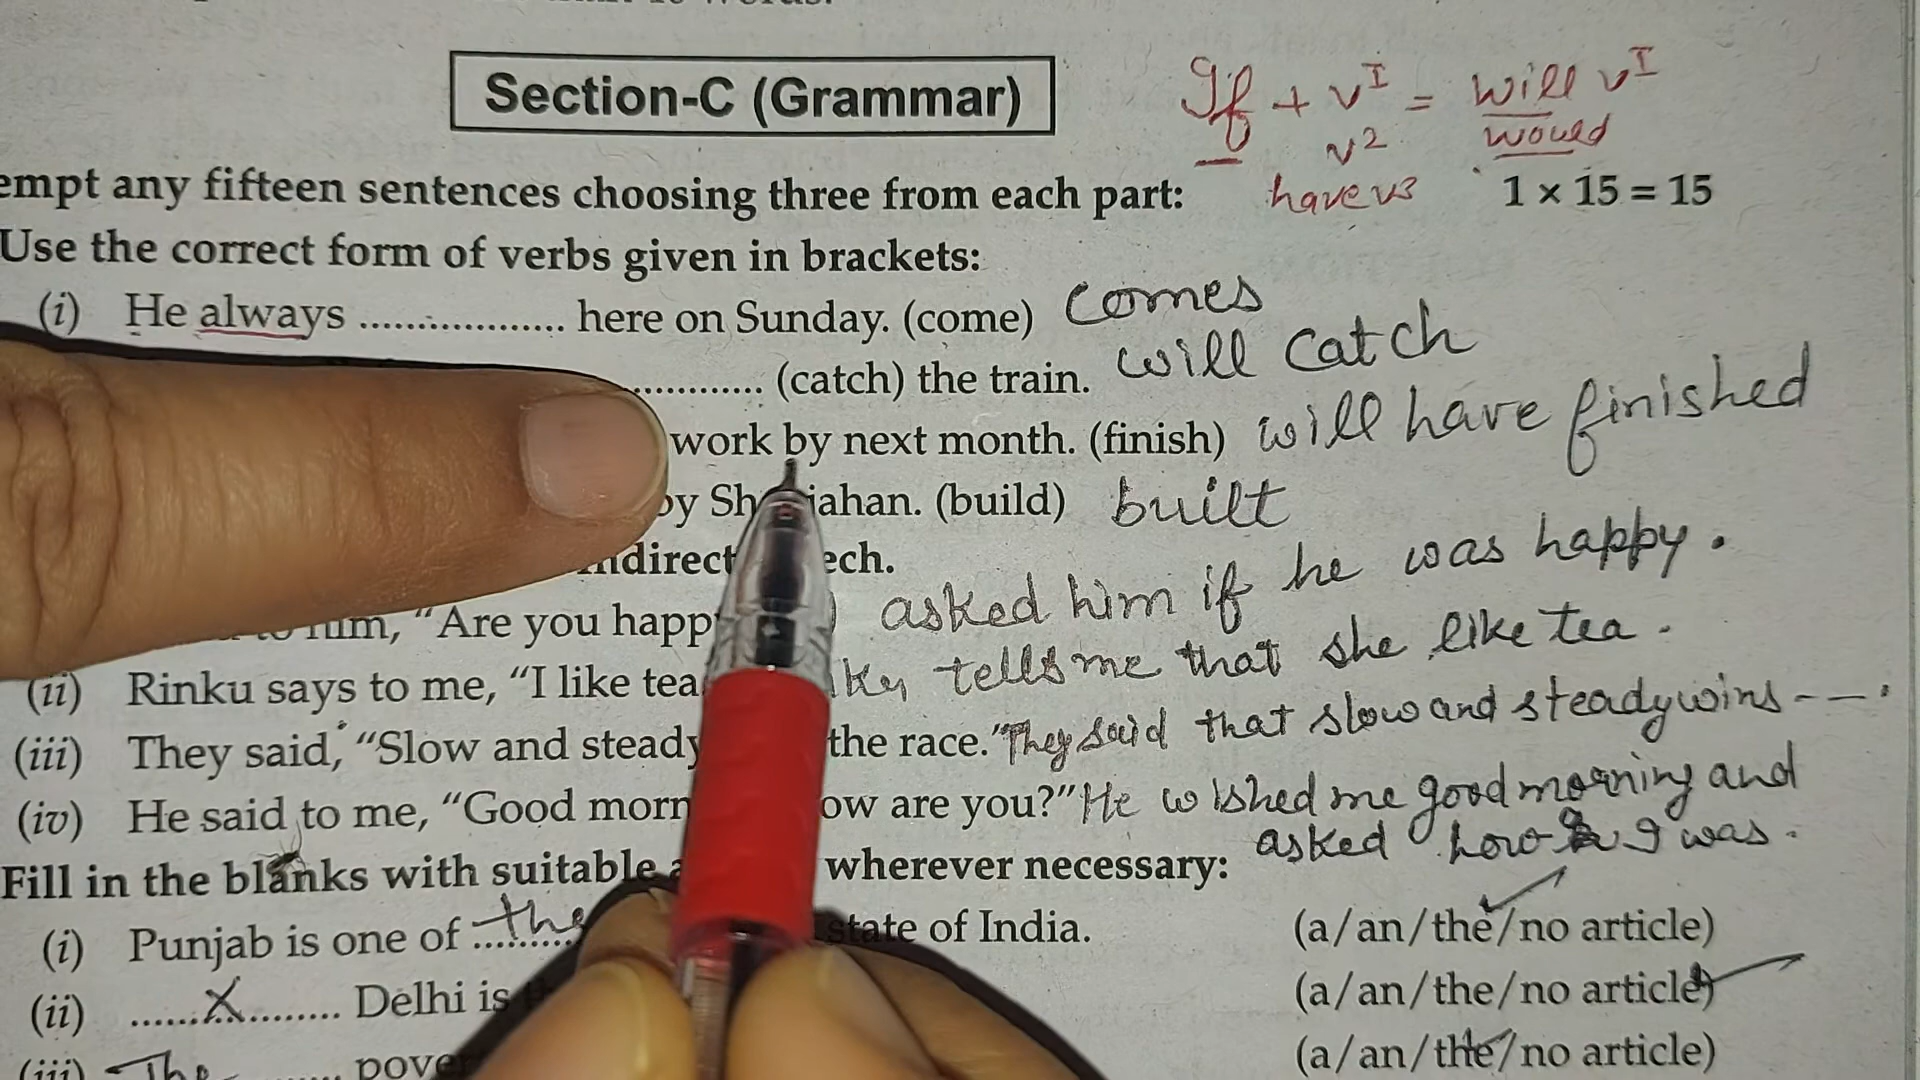 Section-C (Grammar)
If + v I = will v I
v2 would
empt any fifteen sentences choosing three from each part: have v3 1 × 15 = 15
Use the correct form of verbs given in brackets:
(i) He always .................. here on Sunday. (come) comes
............ (catch) the train. will catch
work by next month. (finish) will have finished
by Sh jahan. (build) built
ndirect ech.
to him, "Are you happ asked him if he was happy.
(ii) Rinku says to me, "I like tea ky tells me that she like tea.
(iii) They said, "Slow and steady the race." They said that slow and steady wins - - .
(iv) He said to me, "Good morn ow are you?" He wished me good morning and
asked how I was.
Fill in the blanks with suitable a wherever necessary:
(i) Punjab is one of the state of India. (a/an/the/no article)
(ii) ......X.......... Delhi is (a/an/the/no article)
(iii) The ...... pove (a/an/the/no article)